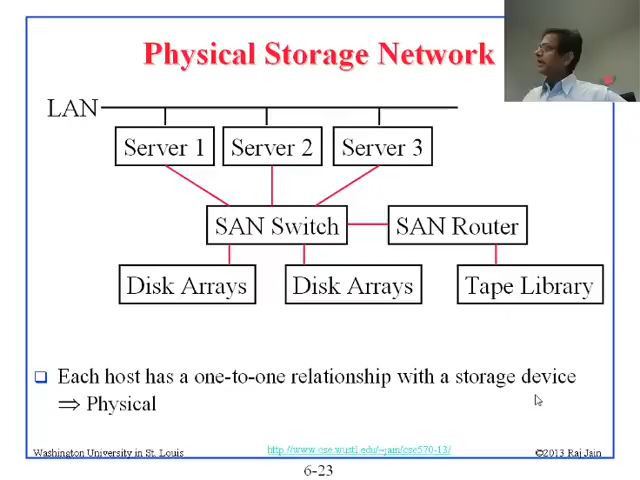 Physical Storage Network
LAN
Server 1 Server 2 Server 3
SAN Switch SAN Router
Disk Arrays Disk Arrays Tape Library
Each host has a one-to-one relationship with a storage device
⇒ Physical
Washington University in St. Louis http://www.cse.wustl.edu/~jain/cse570-13/ ©2013 Raj Jain
6-23